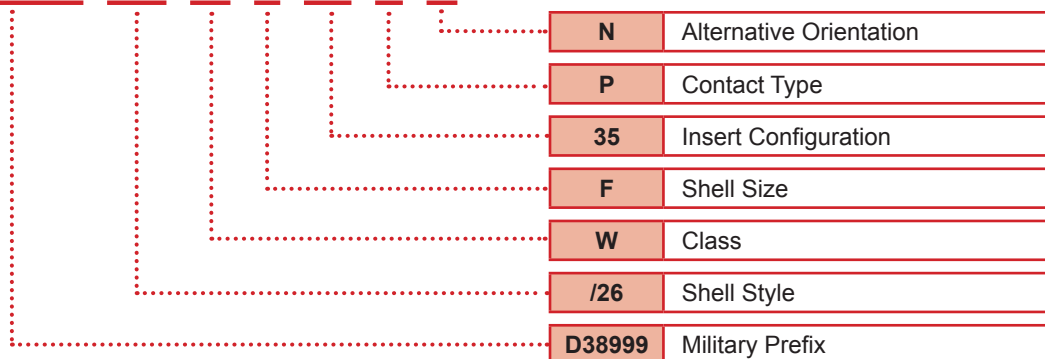 N Alternative Orientation
P Contact Type
35 Insert Configuration
F Shell Size
W Class
/26 Shell Style
D38999 Military Prefix